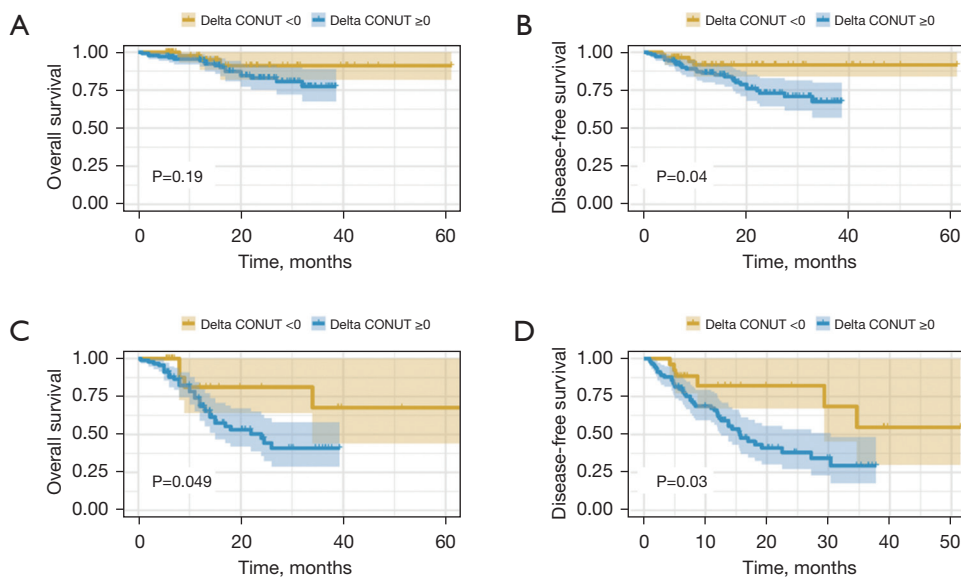 A
Delta CONUT <0 Delta CONUT ≥0
Overall survival
1.00
0.75
0.50
0.25
0.00
P=0.19
0 20 40 60
Time, months
B
Delta CONUT <0 Delta CONUT ≥0
Disease-free survival
1.00
0.75
0.50
0.25
0.00
P=0.04
0 20 40 60
Time, months
C
Delta CONUT <0 Delta CONUT ≥0
Overall survival
1.00
0.75
0.50
0.25
0.00
P=0.049
0 20 40 60
Time, months
D
Delta CONUT <0 Delta CONUT ≥0
Disease-free survival
1.00
0.75
0.50
0.25
0.00
P=0.03
0 10 20 30 40 50
Time, months